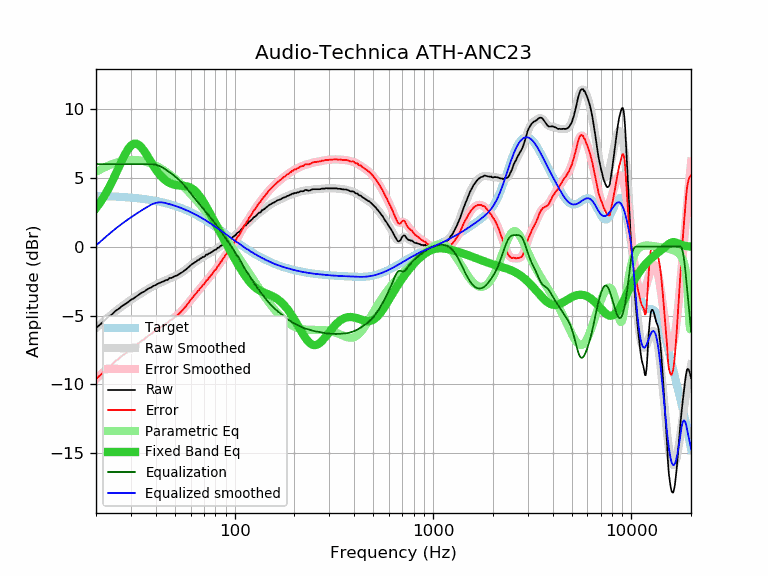 Audio-Technica ATH-ANC23
Amplitude (dBr)
10
5
0
−5
−10
−15
Target
Raw Smoothed
Error Smoothed
Raw
Error
Parametric Eq
Fixed Band Eq
Equalization
Equalized smoothed
100
1000
10000
Frequency (Hz)